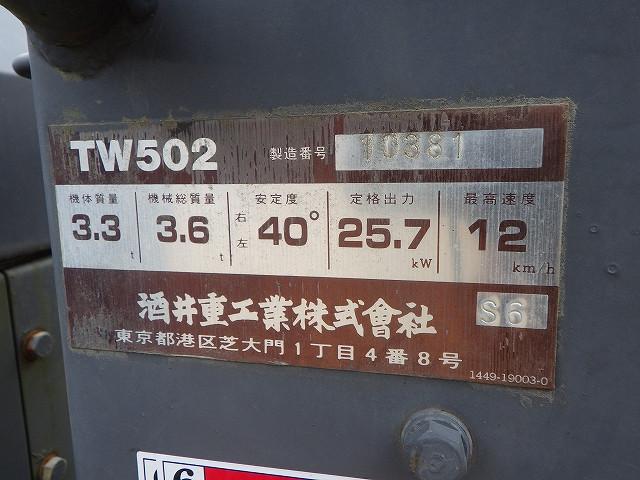 TW502 製造番号 10381
機体質量 機械総質量 安定度 定格出力 最高速度
3.3 t 3.6 t 右左 40° 25.7 kW 12 km/h
酒井重工業株式會社 S6
東京都港区芝大門1丁目4番8号
1449-19003-0